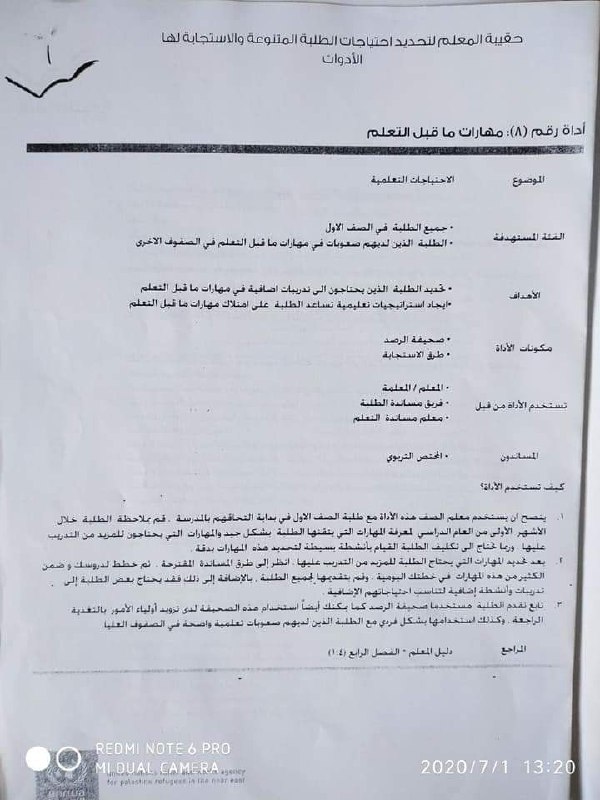 ١
حقيبة المعلم لتحديد احتياجات الطلبة المتنوعة والاستجابة لها
الأدوات
أداة رقم (٨): مهارات ما قبل التعلم
الموضوع الاحتياجات التعلمية
الفئة المستهدفة • جميع الطلبة في الصف الاول
• الطلبة الذين لديهم صعوبات في مهارات ما قبل التعلم في الصفوف الاخرى
الأهداف • تحديد الطلبة الذين يحتاجون الى تدريبات اضافية في مهارات ما قبل التعلم
• ايجاد استراتيجيات تعليمية تساعد الطلبة على امتلاك مهارات ما قبل التعلم
مكونات الأداة • صحيفة الرصد
• طرق الاستجابة
تستخدم الأداة من قبل • المعلم / المعلمة
• فريق مساندة الطلبة
• معلم مساندة التعلم
المساندون • المختص التربوي
كيف تستخدم الأداة؟
١. ينصح ان يستخدم معلم الصف هذه الأداة مع طلبة الصف الاول في بداية التحاقهم بالمدرسة . قم بملاحظة الطلبة خلال
الأشهر الأولى من العام الدراسي لمعرفة المهارات التي يتقنها الطلبة بشكل جيد والمهارات التي يحتاجون للمزيد من التدريب
عليها وربما تحتاج الى تكليف الطلبة القيام بأنشطة بسيطة لتحديد هذه المهارات بدقة .
٢. بعد تحديد المهارات التي يحتاج الطلبة للمزيد من التدريب عليها . انظر إلى طرق المساندة المقترحة . ثم خطط لدروسك وضمن
الكثير من هذه المهارات في خطتك اليومية . وقم بتقديمها لجميع الطلبة . بالإضافة إلى ذلك فقد يحتاج بعض الطلبة إلى
تدريبات وأنشطة إضافية لتناسب احتياجاتهم الإضافية.
٣. تابع تقدم الطلبة مستخدما صحيفة الرصد كما يمكنك أيضاً استخدام هذه الصحيفة لدى تزويد أولياء الأمور بالتغذية
الراجعة . وكذلك استخدامها بشكل فردي مع الطلبة الذين لديهم صعوبات تعلمية واضحة في الصفوف العليا.
المراجع دليل المعلم - الفصل الرابع (١،٤)
REDMI NOTE 6 PRO
MI DUAL CAMERA
agency
for palestine refugees in the near east
2020/7/1 13:20